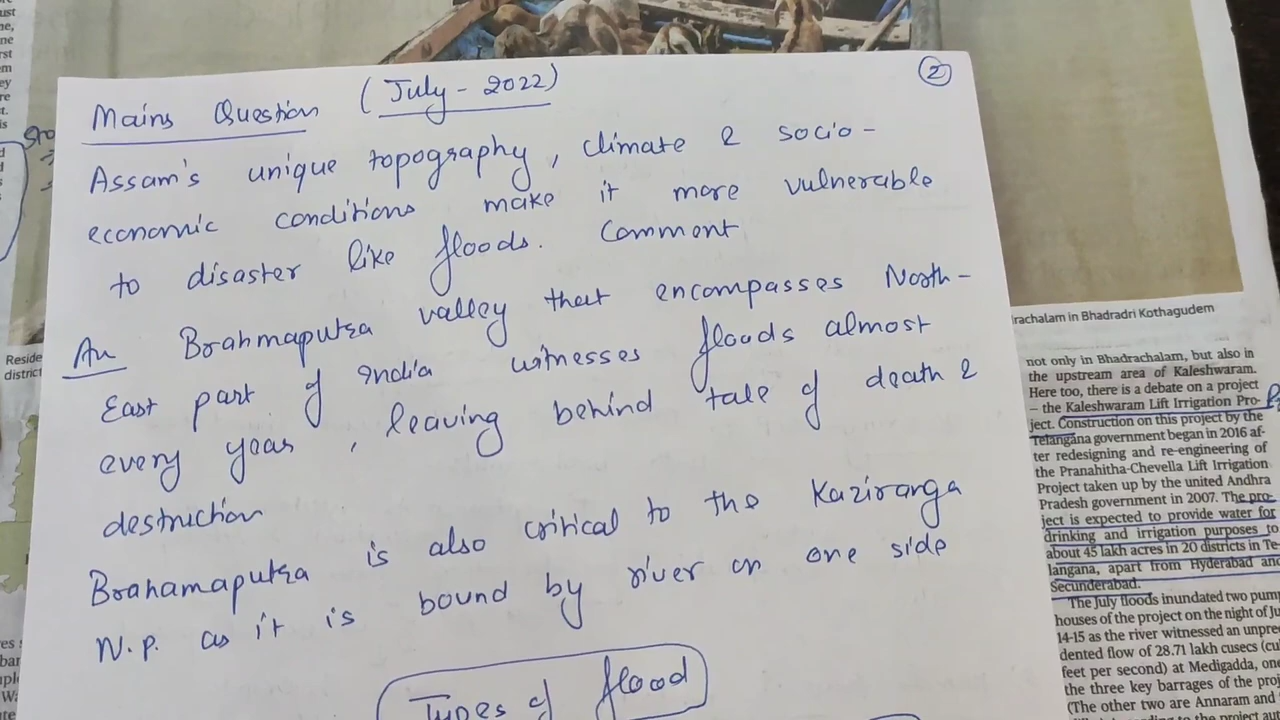 Mains Question (July - 2022)
2
Assam's unique topography, climate & socio-
economic conditions make it more vulnerable
to disaster like floods. Comment
An Brahmaputra valley that encompasses North-
East part of India witnesses floods almost
every year, leaving behind tale of death &
destruction
Brahamaputra is also critical to the Kaziranga
N.P. as it is bound by river on one side
Types of flood
Reside
district
rachalam in Bhadradri Kothagudem
not only in Bhadrachalam, but also in
the upstream area of Kaleshwaram.
Here too, there is a debate on a project
– the Kaleshwaram Lift Irrigation Pro-
ject. Construction on this project by the
Telangana government began in 2016 af-
ter redesigning and re-engineering of
the Pranahitha-Chevella Lift Irrigation
Project taken up by the united Andhra
Pradesh government in 2007. The pro-
ject is expected to provide water for
drinking and irrigation purposes to
about 45 lakh acres in 20 districts in Te-
langana, apart from Hyderabad and
Secunderabad.
The July floods inundated two pump
houses of the project on the night of Ju
14-15 as the river witnessed an unpre
dented flow of 28.71 lakh cusecs (cu
feet per second) at Medigadda, one
the three key barrages of the proj
(The other two are Annaram and